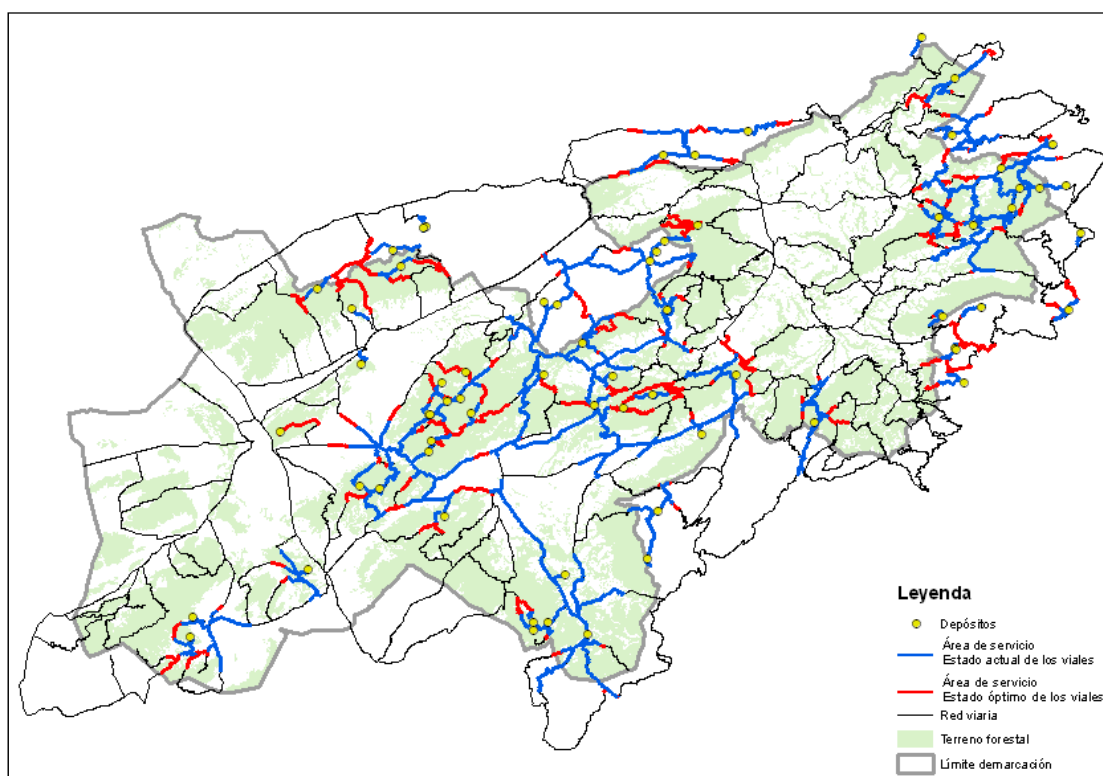 Leyenda
Depósitos
Área de servicio
Estado actual de los viales
Área de servicio
Estado óptimo de los viales
Red viaria
Terreno forestal
Límite demarcación